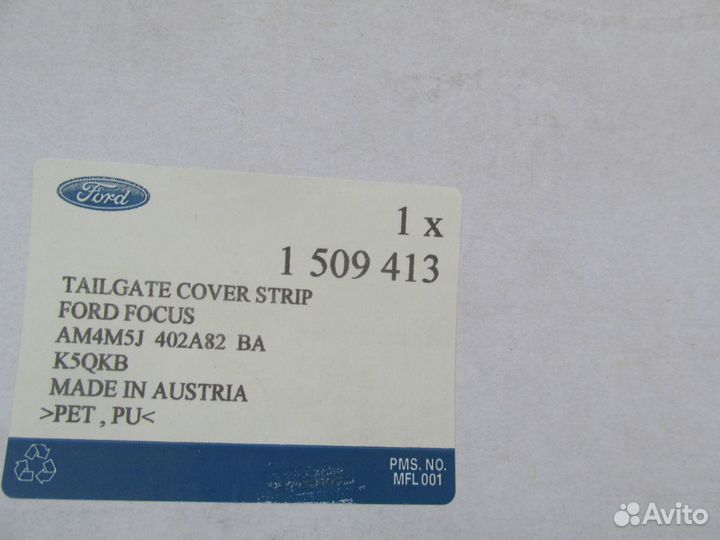 Ford
1 x
1 509 413
TAILGATE COVER STRIP
FORD FOCUS
AM4M5J 402A82 BA
K5QKB
MADE IN AUSTRIA
>PET , PU<
PMS. NO.
MFL 001
Avito